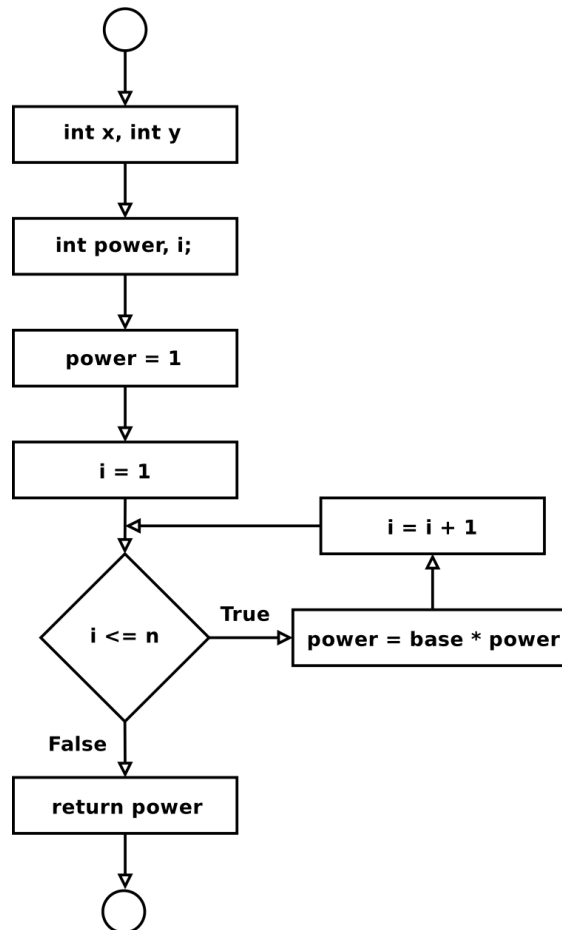 int x, int y
int power, i;
power = 1
i = 1
i = i + 1
i <= n
True
power = base * power
False
return power